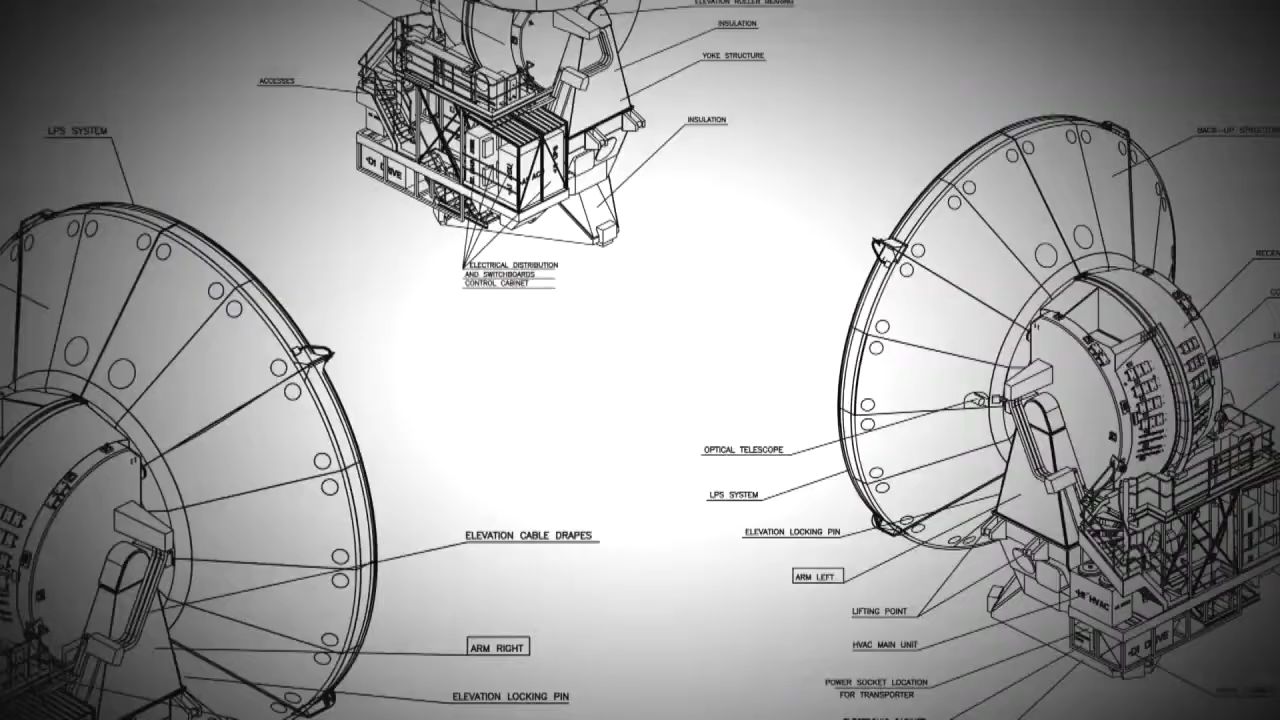 ELEVATION ROLLER BEARING
INSULATION
YOKE STRUCTURE
ACCESSES
INSULATION
LPS SYSTEM
BACK-UP STRUCTURE
ELECTRICAL DISTRIBUTION
AND SWITCHBOARDS
CONTROL CABINET
OPTICAL TELESCOPE
LPS SYSTEM
ELEVATION CABLE DRAPES
ELEVATION LOCKING PIN
ARM LEFT
HVAC
LIFTING POINT
ARM RIGHT
HVAC MAIN UNIT
POWER SOCKET LOCATION
FOR TRANSPORTER
ELEVATION LOCKING PIN